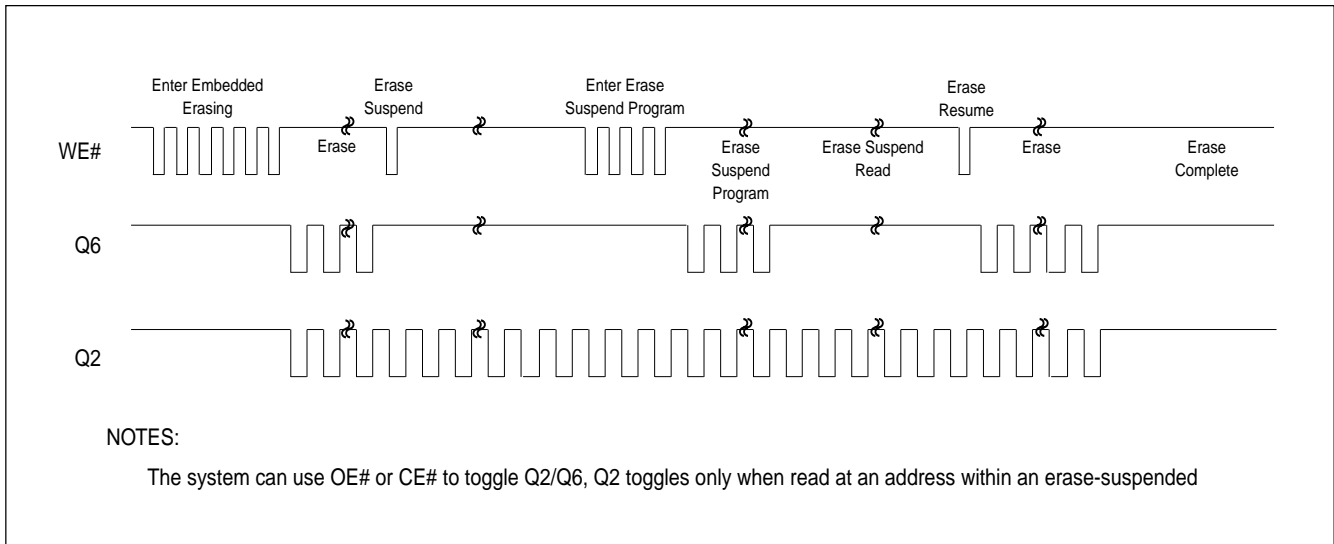 Enter Embedded
Erasing
Erase
Suspend
Enter Erase
Suspend Program
Erase
Resume
WE#
Erase
Erase
Suspend
Program
Erase Suspend
Read
Erase
Erase
Complete
Q6
Q2
NOTES:
The system can use OE# or CE# to toggle Q2/Q6, Q2 toggles only when read at an address within an erase-suspended